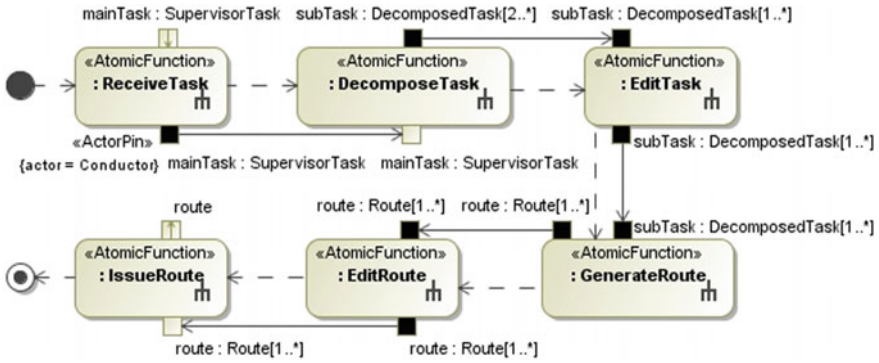 mainTask : SupervisorTask
subTask : DecomposedTask[2..*]
subTask : DecomposedTask[1..*]
«AtomicFunction»
: ReceiveTask
«AtomicFunction»
: DecomposeTask
«AtomicFunction»
: EditTask
«ActorPin»
{actor = Conductor}
mainTask : SupervisorTask
mainTask : SupervisorTask
subTask : DecomposedTask[1..*]
route
route : Route[1..*]
route : Route[1..*]
subTask : DecomposedTask[1..*]
«AtomicFunction»
: IssueRoute
«AtomicFunction»
: EditRoute
«AtomicFunction»
: GenerateRoute
route : Route[1..*]
route : Route[1..*]